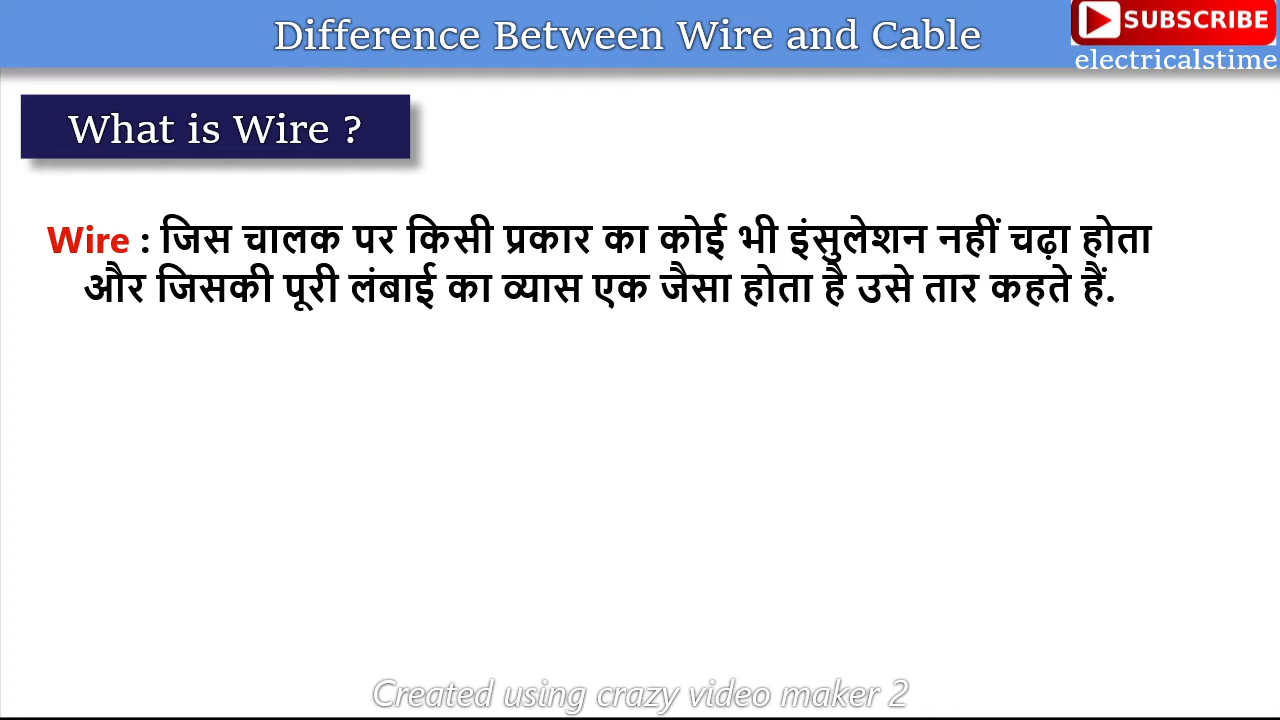 Difference Between Wire and Cable
SUBSCRIBE
electricalstime
What is Wire ?
Wire : जिस चालक पर किसी प्रकार का कोई भी इंसुलेशन नहीं चढ़ा होता
और जिसकी पूरी लंबाई का व्यास एक जैसा होता है उसे तार कहते हैं.
Created using crazy video maker 2